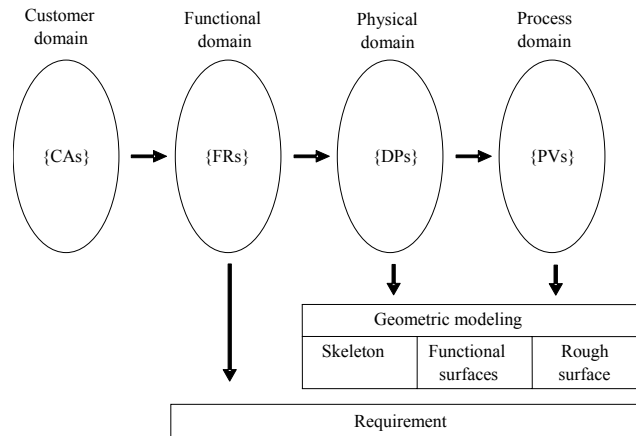 Customer domain
Functional domain
Physical domain
Process domain
{CAs}
{FRs}
{DPs}
{PVs}
Geometric modeling
Skeleton
Functional surfaces
Rough surface
Requirement